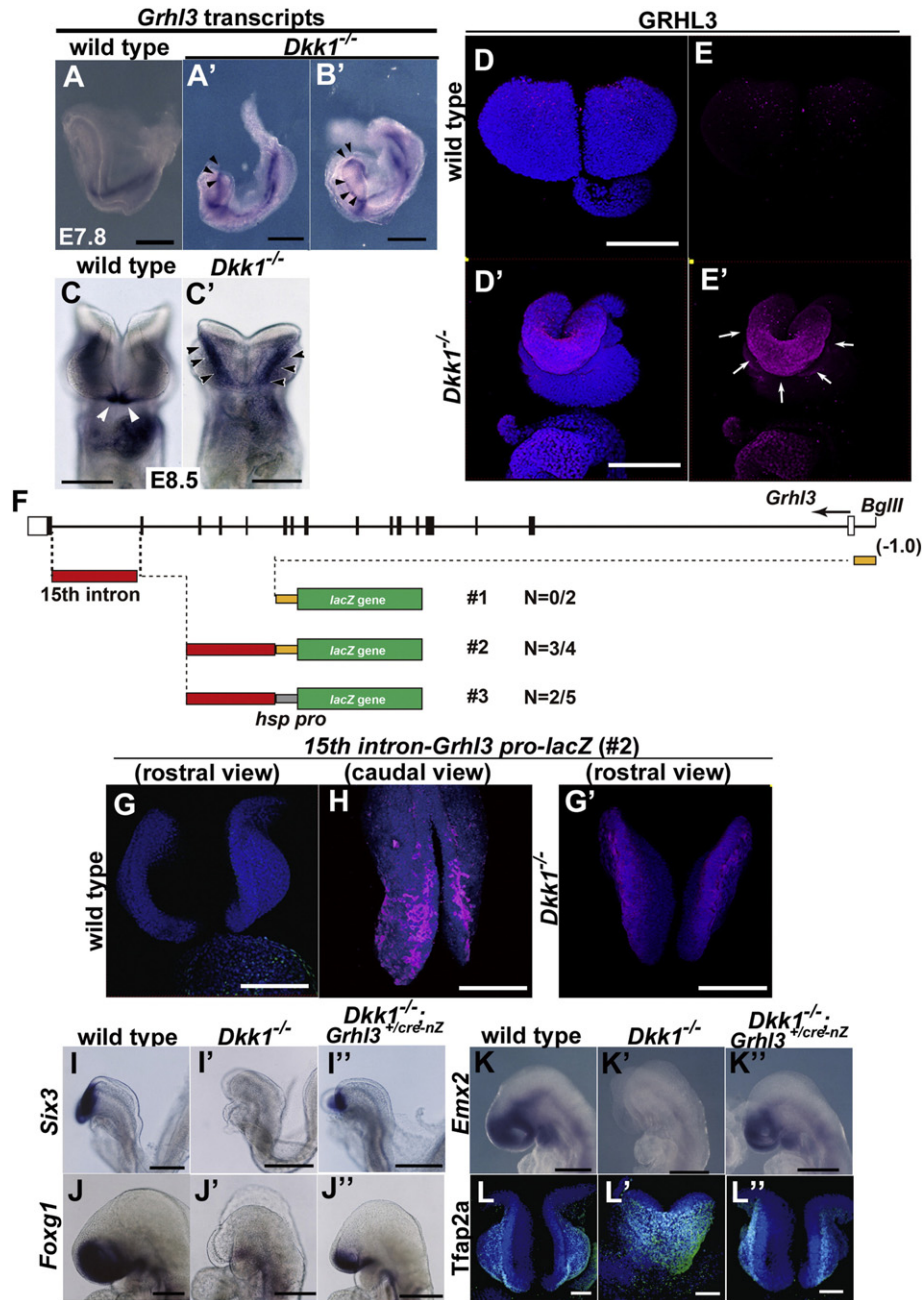 Grhl3 transcripts
wild type
Dkk1-/-
A
A'
B'
E7.8
wild type
Dkk1-/-
C
C'
E8.5
GRHL3
wild type
D
E
Dkk1-/-
D'
E'
F
Grhl3
BglII
(-1.0)
15th intron
lacZ gene
#1
N=0/2
lacZ gene
#2
N=3/4
lacZ gene
#3
N=2/5
hsp pro
15th intron-Grhl3 pro-lacZ (#2)
(rostral view)
(caudal view)
(rostral view)
wild type
G
H
Dkk1-/-
G'
wild type
Dkk1-/-
Dkk1-/-;
Grhl3+/cre-nZ
Six3
I
I'
I''
Foxg1
J
J'
J''
wild type
Dkk1-/-
Dkk1-/-;
Grhl3+/cre-nZ
Emx2
K
K'
K''
Tfap2a
L
L'
L''